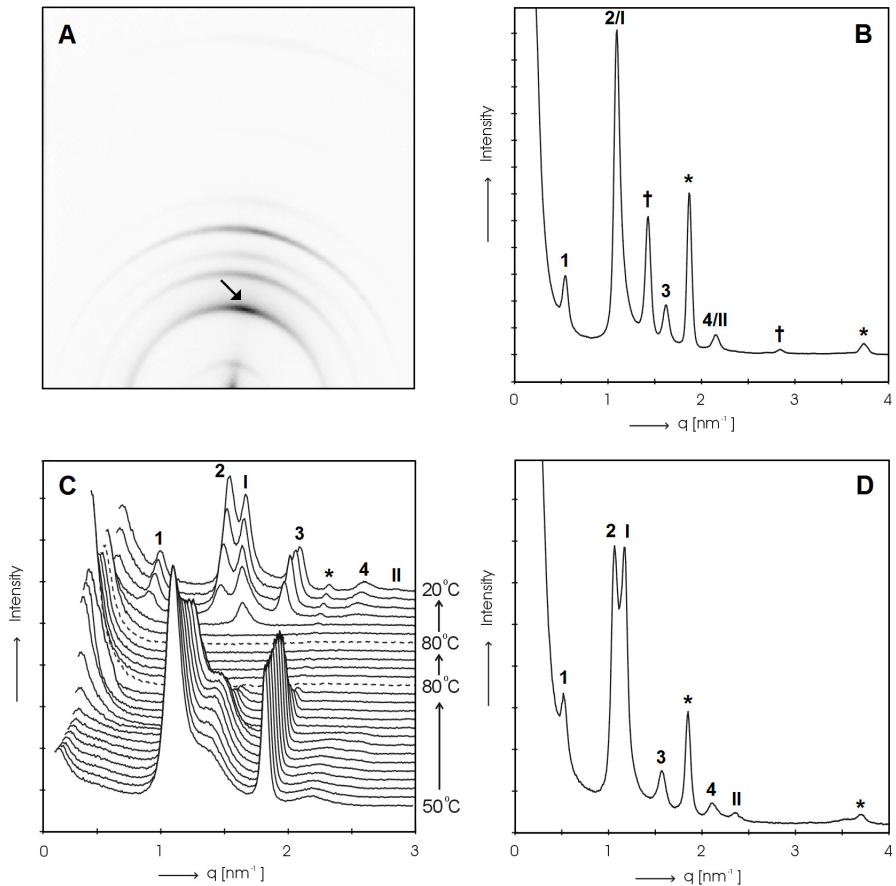 A
B
2/I
†
*
1
3
4/II
†
*
Intensity
0 1 2 3 4
q [nm⁻¹]
C
2
I
1
3
*
4
II
20°C
80°C
80°C
50°C
Intensity
0 1 2 3
q [nm⁻¹]
D
2 I
1
*
3
4
II
*
Intensity
0 1 2 3 4
q [nm⁻¹]